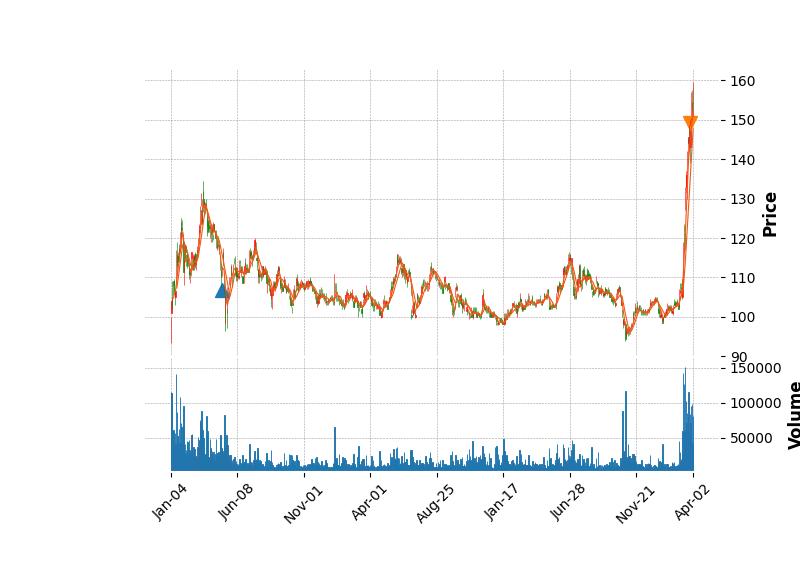 160
150
140
130
120
110
100
90
Price
150000
100000
50000
Volume
Jan-04
Jun-08
Nov-01
Apr-01
Aug-25
Jan-17
Jun-28
Nov-21
Apr-02